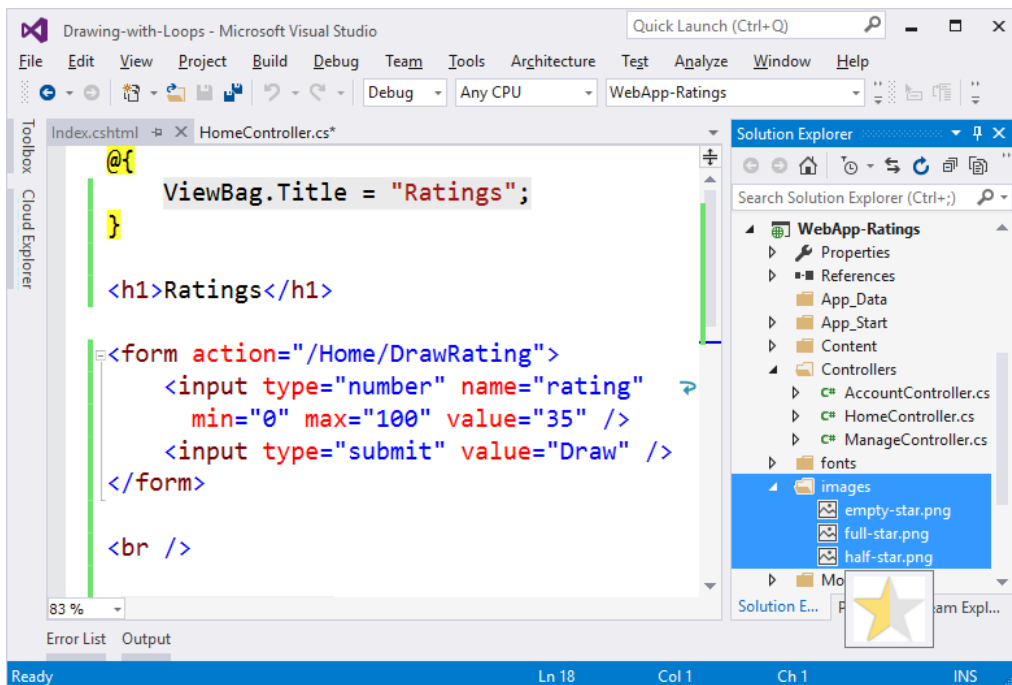 Drawing-with-Loops - Microsoft Visual Studio
Quick Launch (Ctrl+Q)
File Edit View Project Build Debug Team Tools Architecture Test Analyze Window Help
Debug Any CPU WebApp-Ratings
Toolbox
Cloud Explorer
Index.cshtml HomeController.cs*
@{
ViewBag.Title = "Ratings";
}
<h1>Ratings</h1>
<form action="/Home/DrawRating">
<input type="number" name="rating"
min="0" max="100" value="35" />
<input type="submit" value="Draw" />
</form>
<br />
83 %
Solution Explorer
Search Solution Explorer (Ctrl+;)
WebApp-Ratings
Properties
References
App_Data
App_Start
Content
Controllers
C# AccountController.cs
C# HomeController.cs
C# ManageController.cs
fonts
images
empty-star.png
full-star.png
half-star.png
Solution E...
Error List Output
Ready Ln 18 Col 1 Ch 1 INS